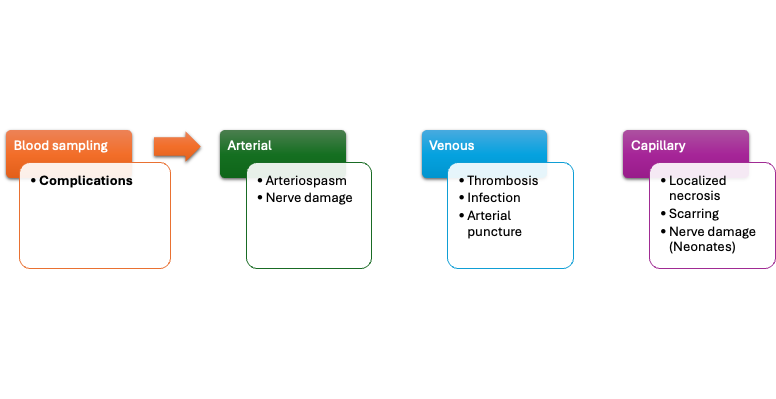 Blood sampling
• Complications
Arterial
• Arteriospasm
• Nerve damage
Venous
• Thrombosis
• Infection
• Arterial
puncture
Capillary
• Localized
necrosis
• Scarring
• Nerve damage
(Neonates)